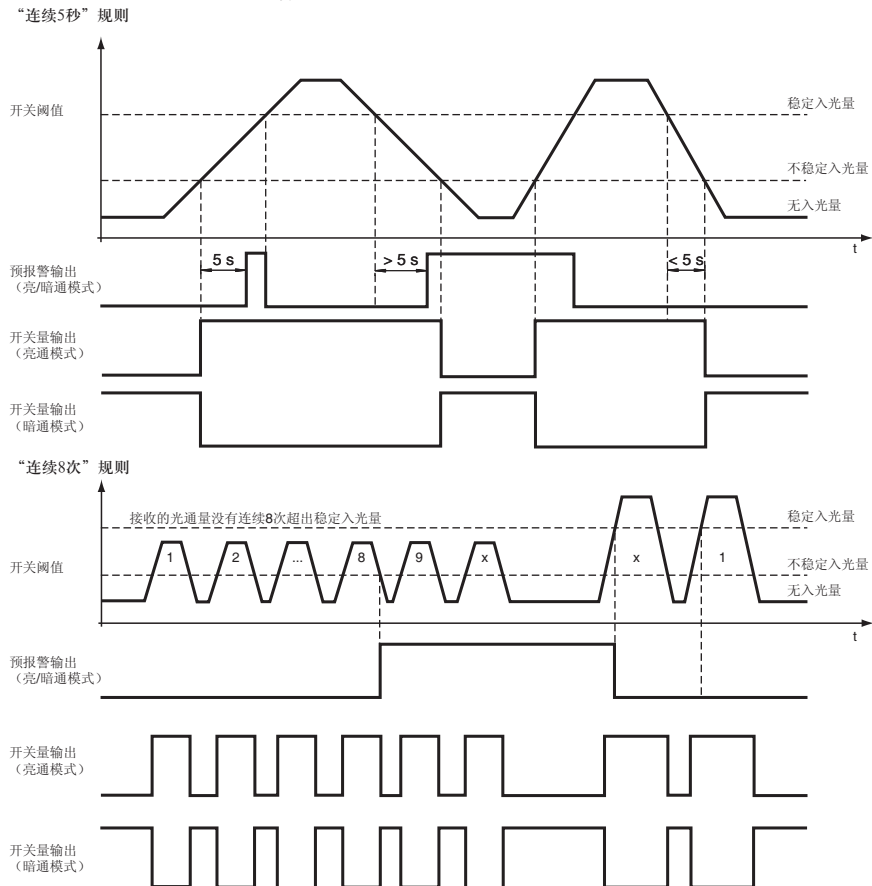 “连续5秒”规则
开关阈值
稳定入光量
不稳定入光量
无入光量
t
预报警输出
（亮/暗通模式）
5 s
> 5 s
< 5 s
开关量输出
（亮通模式）
开关量输出
（暗通模式）
“连续8次”规则
接收的光通量没有连续8次超出稳定入光量
稳定入光量
开关阈值
1
2
...
8
9
x
x
1
不稳定入光量
无入光量
t
预报警输出
（亮/暗通模式）
开关量输出
（亮通模式）
开关量输出
（暗通模式）